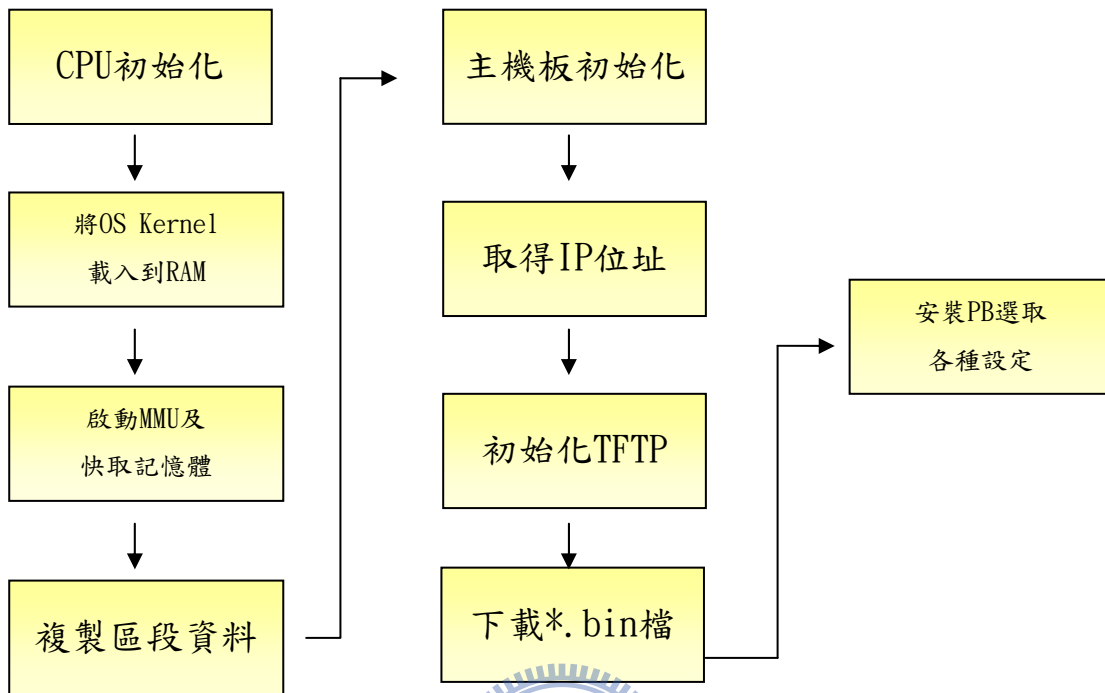 CPU初始化
將OS Kernel
載入到RAM
啟動MMU及
快取記憶體
複製區段資料
主機板初始化
取得IP位址
初始化TFTP
下載*.bin檔
安裝PB選取
各種設定